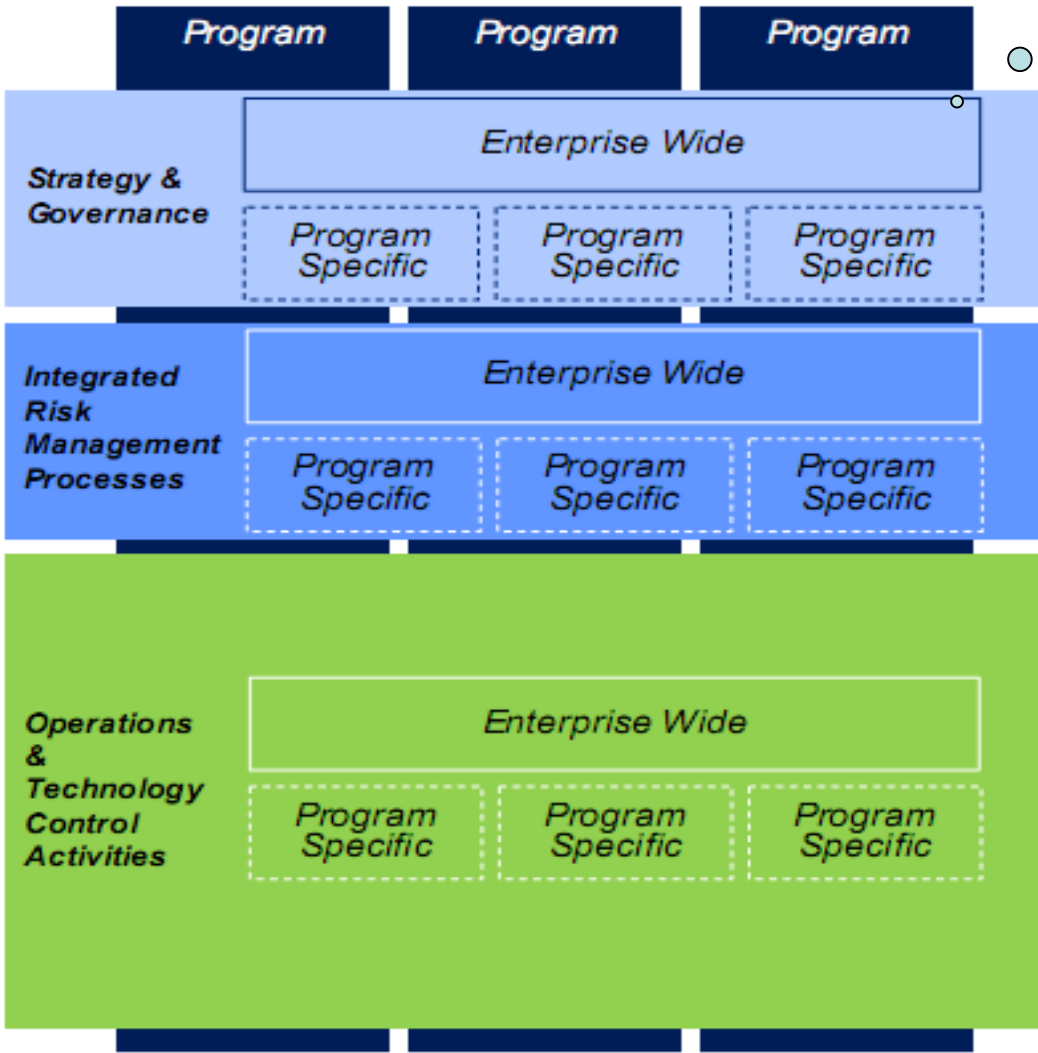 Program Program Program
Enterprise Wide
Strategy &
Governance
Program Program Program
Specific Specific Specific
Enterprise Wide
Integrated
Risk
Management
Processes
Program Program Program
Specific Specific Specific
Enterprise Wide
Operations
&
Technology
Control
Activities
Program Program Program
Specific Specific Specific